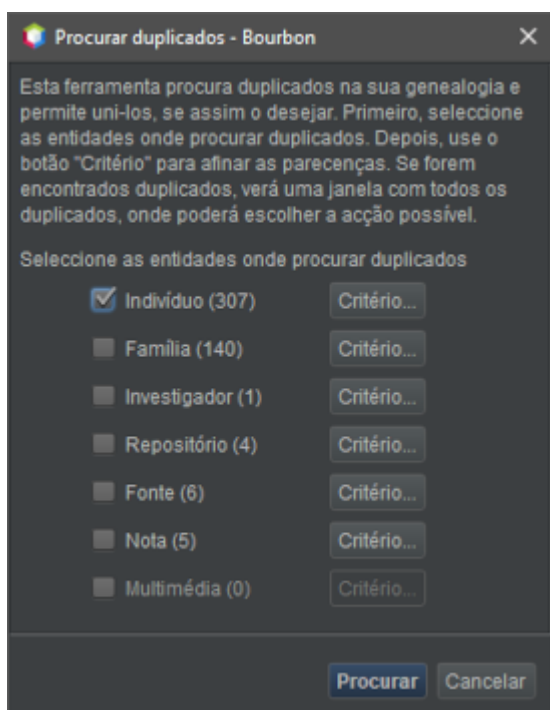 Procurar duplicados - Bourbon
Esta ferramenta procura duplicados na sua genealogia e
permite uni-los, se assim o desejar. Primeiro, seleccione
as entidades onde procurar duplicados. Depois, use o
botão "Critério" para afinar as parecenças. Se forem
encontrados duplicados, verá uma janela com todos os
duplicados, onde poderá escolher a acção possível.
Seleccione as entidades onde procurar duplicados
Indivíduo (307) Critério...
Família (140) Critério...
Investigador (1) Critério...
Repositório (4) Critério...
Fonte (6) Critério...
Nota (5) Critério...
Multimédia (0) Critério...
Procurar Cancelar